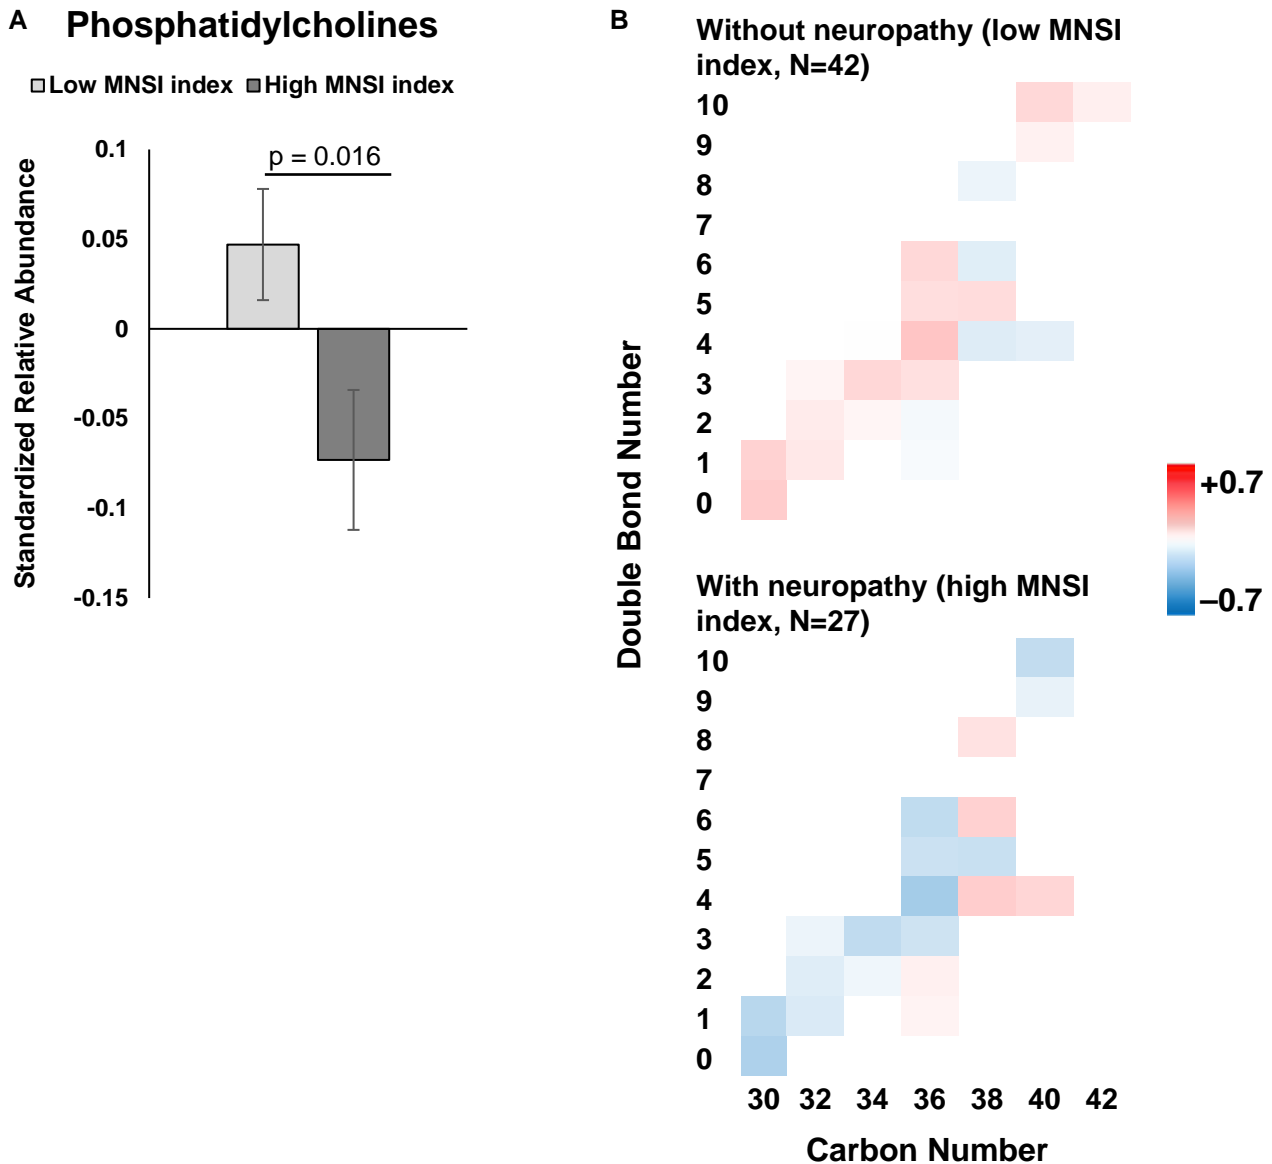 A
Phosphatidylcholines
Low MNSI index
High MNSI index
p = 0.016
Standardized Relative Abundance
0.1
0.05
0
-0.05
-0.1
-0.15
B
Without neuropathy (low MNSI
index, N=42)
10
9
8
7
6
5
4
3
2
1
0
Double Bond Number
+0.7
–0.7
With neuropathy (high MNSI
index, N=27)
10
9
8
7
6
5
4
3
2
1
0
30 32 34 36 38 40 42
Carbon Number